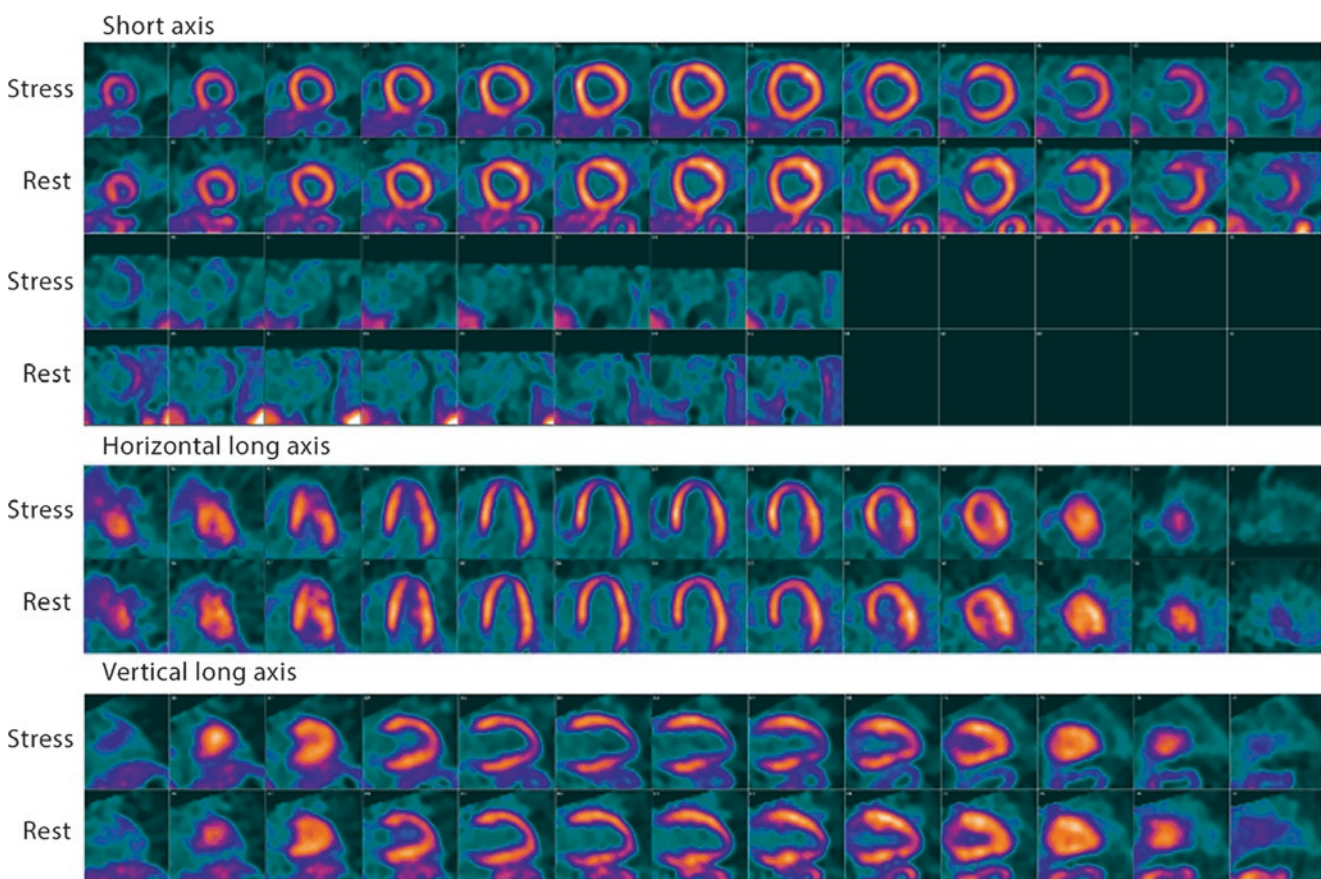 Short axis
Stress
Rest
Stress
Rest
Horizontal long axis
Stress
Rest
Vertical long axis
Stress
Rest